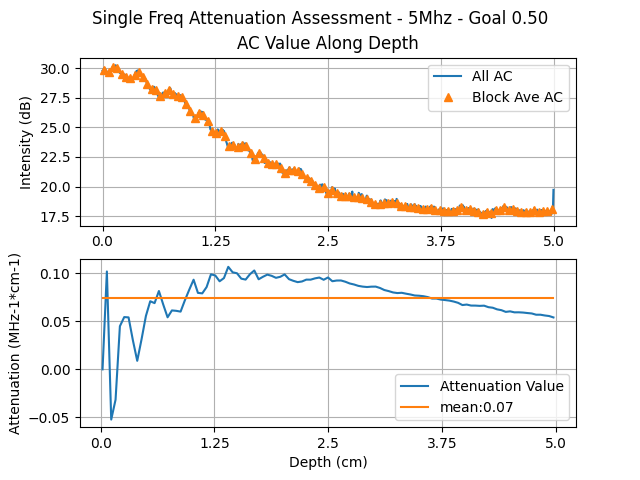 Single Freq Attenuation Assessment - 5Mhz - Goal 0.50
AC Value Along Depth
30.0
27.5
25.0
22.5
20.0
17.5
Intensity (dB)
All AC
Block Ave AC
0.0 1.25 2.5 3.75 5.0
0.10
0.05
0.00
−0.05
Attenuation (MHz-1*cm-1)
Attenuation Value
mean:0.07
0.0 1.25 2.5 3.75 5.0
Depth (cm)